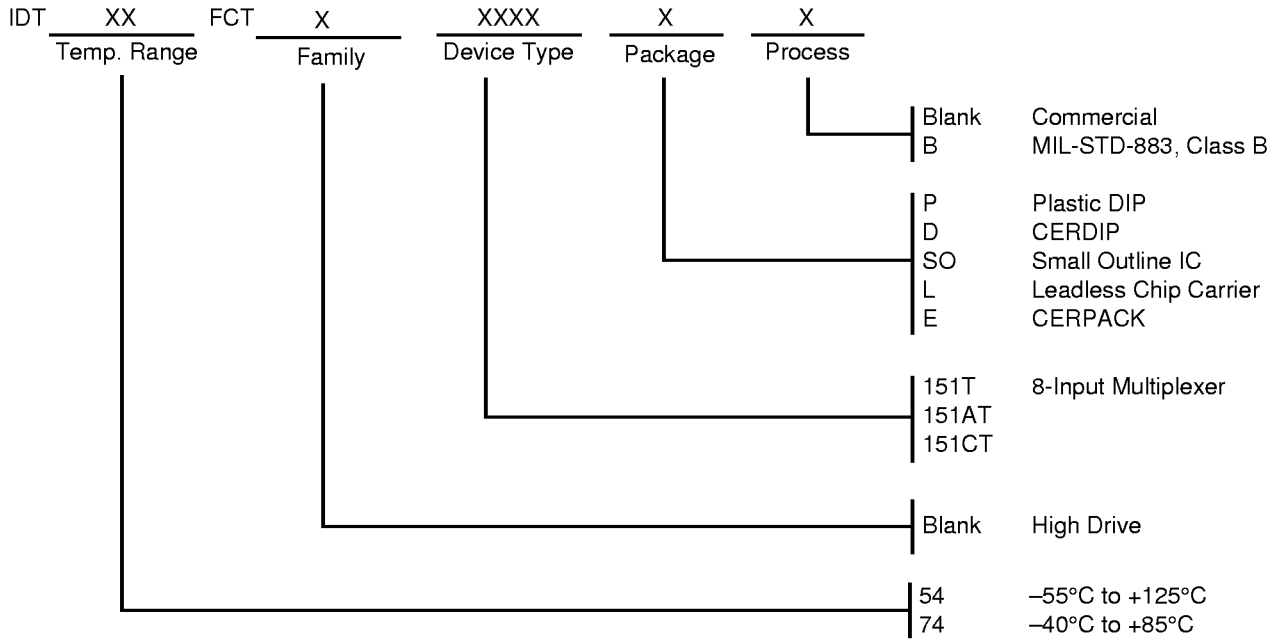 IDT XX FCT X XXXX X X
Temp. Range Family Device Type Package Process
Blank Commercial
B MIL-STD-883, Class B
P Plastic DIP
D CERDIP
SO Small Outline IC
L Leadless Chip Carrier
E CERPACK
151T 8-Input Multiplexer
151AT
151CT
Blank High Drive
54 –55°C to +125°C
74 –40°C to +85°C